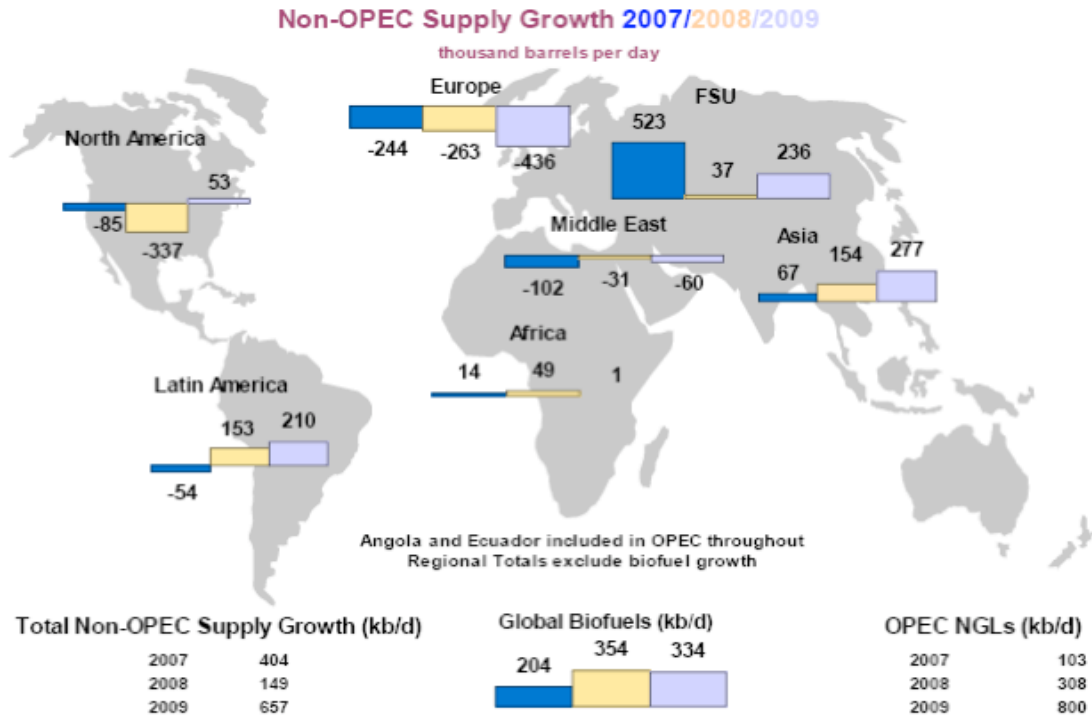 Non-OPEC Supply Growth 2007/2008/2009
thousand barrels per day
Europe
-244 -263 -436
FSU
523 37 236
North America
-85 -337 53
Middle East
-102 -31 -60
Asia
67 154 277
Africa
14 49 1
Latin America
-54 153 210
Angola and Ecuador included in OPEC throughout
Regional Totals exclude biofuel growth
Total Non-OPEC Supply Growth (kb/d)
2007 404
2008 149
2009 657
Global Biofuels (kb/d)
204 354 334
OPEC NGLs (kb/d)
2007 103
2008 308
2009 800